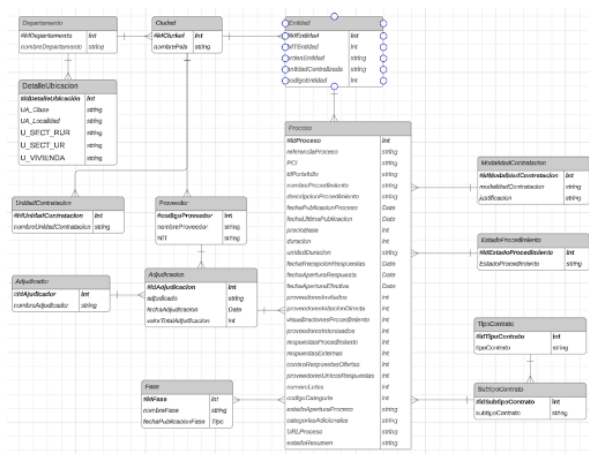 Departamento
#idDepartamento int
nombreDepartamento string
Ciudad
#idCiudad int
nombrePais string
Entidad
#idEntidad int
NITEntidad int
ordenEntidad string
entidadCentralizada string
codigoEntidad int
DetalleUbicacion
#idDetalleUbicación int
UA_Clase string
UA_Localidad string
U_SECT_RUR string
U_SECT_UR string
U_VIVIENDA string
Proceso
#idProceso int
referenciaProceso string
PCI string
idPortafolio string
nombreProcedimiento string
descripcionProcedimiento string
fechaPublicacionProceso Date
fechaUltimaPublicacion Date
precioBase int
duracion int
unidadDuracion string
fechaRecepcionRespuestas Date
fechaAperturaRespuesta Date
fechaAperturaEfectiva Date
proveedoresInvitados int
proveedoresInvitacionDirecta int
visualizacionesProcedimiento int
proveedoresInteresados int
respuestasProcedimiento int
respuestasExternas int
conteoRespuestasOfertas int
proveedoresUnicosRespuestas int
numeroLotes int
codigoCategoria int
estadoAperturaProceso string
categoriasAdicionales string
URLProceso string
estadoResumen string
ModalidadContratacion
#idModalidadContratacion int
modalidadContratacion string
justificacion string
UnidadContratacion
#idUnidadContratacion int
nombreUnidadContratacion string
Proveedor
#codigoProveedor int
nombreProveedor string
NIT string
EstadoProcedimiento
#idEstadoProcedimiento int
EstadoProcedimiento string
Adjudicador
#idAjudicador int
nombreAdjudicador string
Adjudicacion
#idAdjudicacion int
adjudicado string
fechaAdjudicacion Date
valorTotalAdjudicacion int
TipoContrato
#idTipoContrato int
tipoContrato string
Fase
#idFase int
nombreFase string
fechaPublicacionFase Tipo
SubtipoContrato
#idSubtipoContrato int
subtipoContrato string